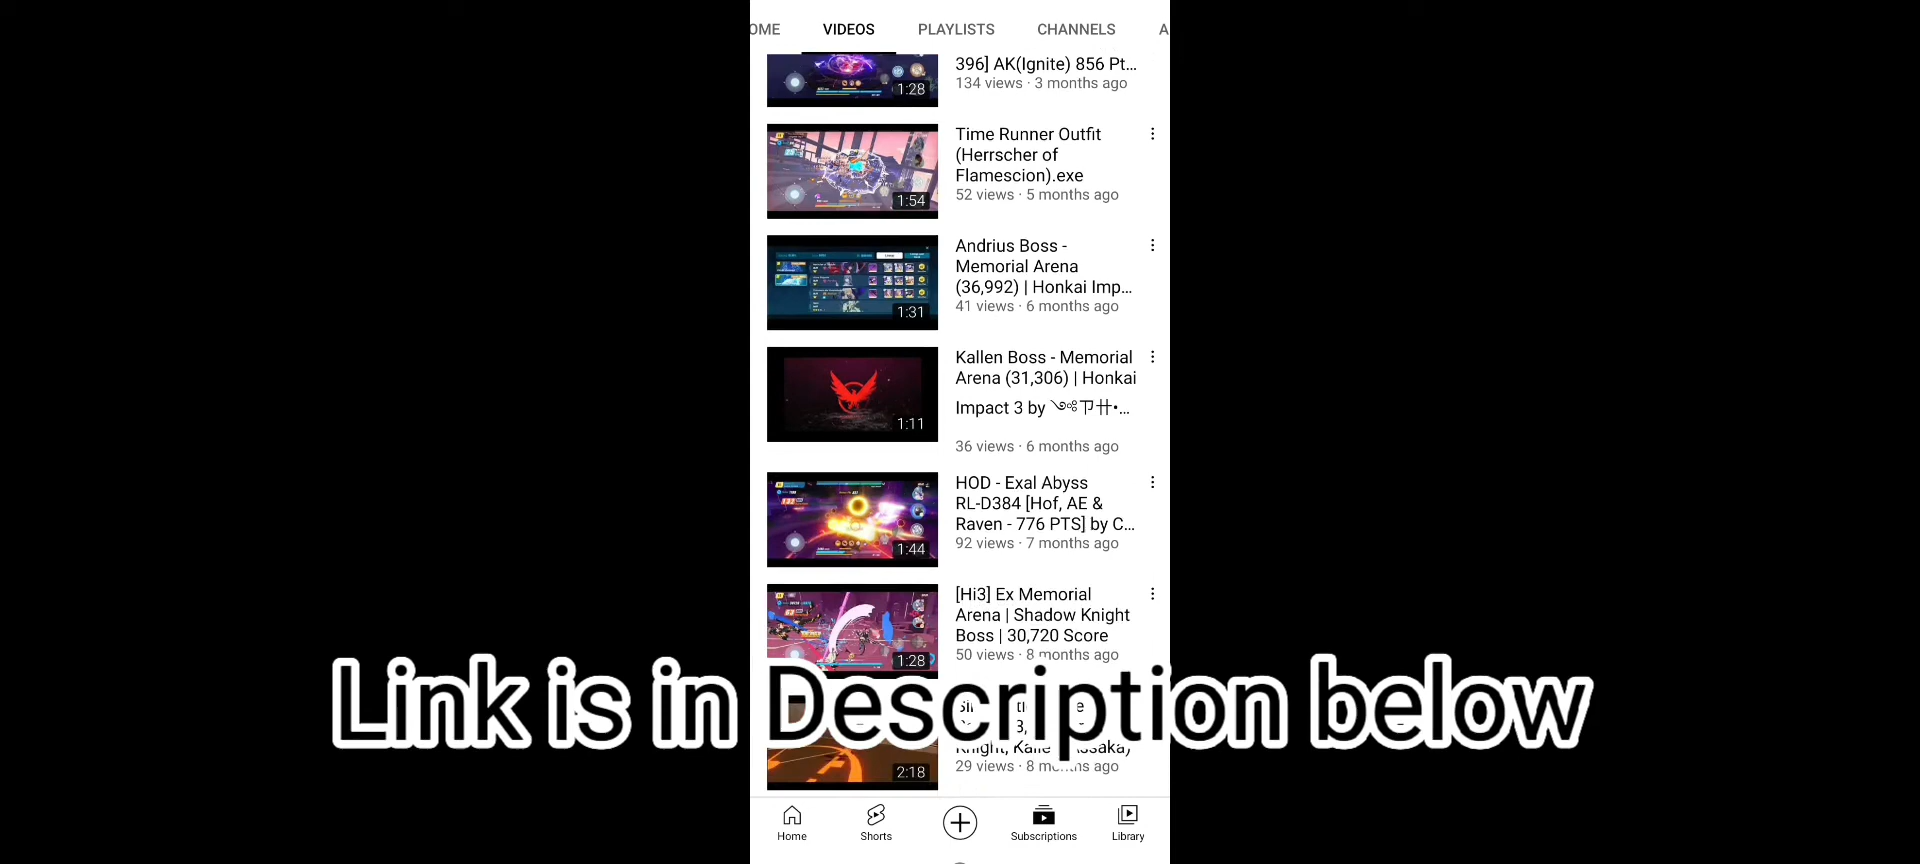 OME VIDEOS PLAYLISTS CHANNELS A
396] AK(Ignite) 856 Pt...
134 views · 3 months ago
1:28
Time Runner Outfit
(Herrscher of
Flamescion).exe
52 views · 5 months ago
1:54
Andrius Boss -
Memorial Arena
(36,992) | Honkai Imp...
41 views · 6 months ago
1:31
Kallen Boss - Memorial
Arena (31,306) | Honkai
Impact 3 by ༄༚卩卄•...
36 views · 6 months ago
1:11
HOD - Exal Abyss
RL-D384 [Hof, AE &
Raven - 776 PTS] by C...
92 views · 7 months ago
1:44
[Hi3] Ex Memorial
Arena | Shadow Knight
Boss | 30,720 Score
50 views · 8 months ago
1:28
Link is in Description below
29 views · 8 months ago
2:18
Home Shorts Subscriptions Library